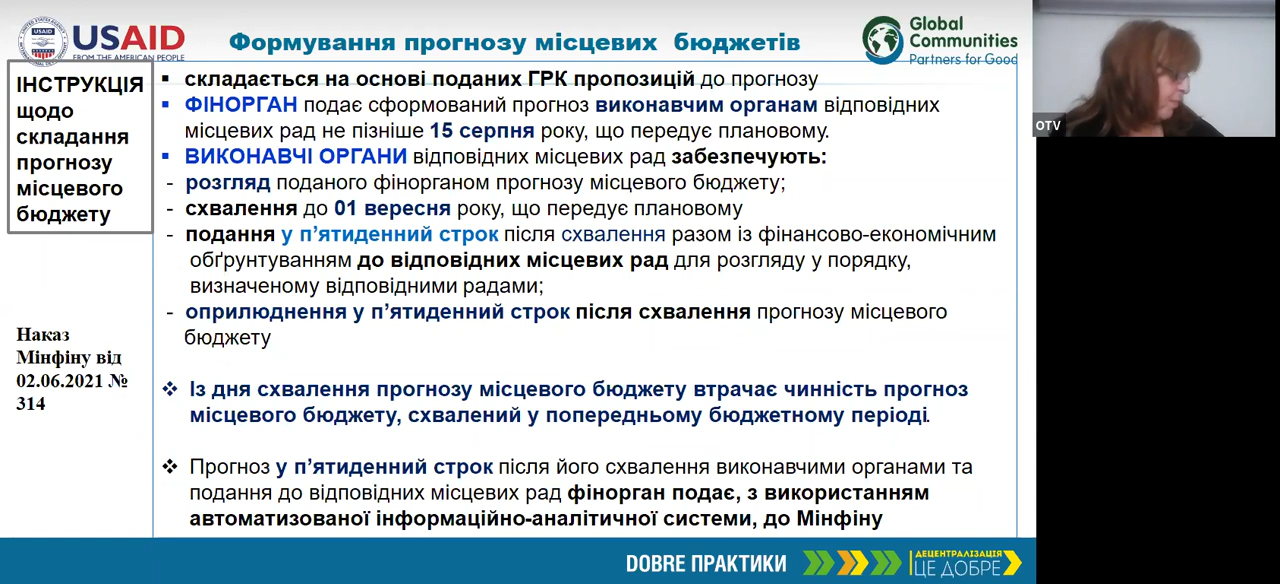 USAID
FROM THE AMERICAN PEOPLE
Формування прогнозу місцевих бюджетів
Global
Communities
Partners for Good
ІНСТРУКЦІЯ
щодо
складання
прогнозу
місцевого
бюджету
Наказ
Мінфіну від
02.06.2021 №
314
▪ складається на основі поданих ГРК пропозицій до прогнозу
▪ ФІНОРГАН подає сформований прогноз виконавчим органам відповідних
місцевих рад не пізніше 15 серпня року, що передує плановому.
▪ ВИКОНАВЧІ ОРГАНИ відповідних місцевих рад забезпечують:
- розгляд поданого фінорганом прогнозу місцевого бюджету;
- схвалення до 01 вересня року, що передує плановому
- подання у п’ятиденний строк після схвалення разом із фінансово-економічним
обґрунтуванням до відповідних місцевих рад для розгляду у порядку,
визначеному відповідними радами;
- оприлюднення у п’ятиденний строк після схвалення прогнозу місцевого
бюджету
❖ Із дня схвалення прогнозу місцевого бюджету втрачає чинність прогноз
місцевого бюджету, схвалений у попередньому бюджетному періоді.
❖ Прогноз у п’ятиденний строк після його схвалення виконавчими органами та
подання до відповідних місцевих рад фінорган подає, з використанням
автоматизованої інформаційно-аналітичної системи, до Мінфіну
DOBRE ПРАКТИКИ
ДЕЦЕНТРАЛІЗАЦІЯ
ЦЕ ДОБРЕ
OTV